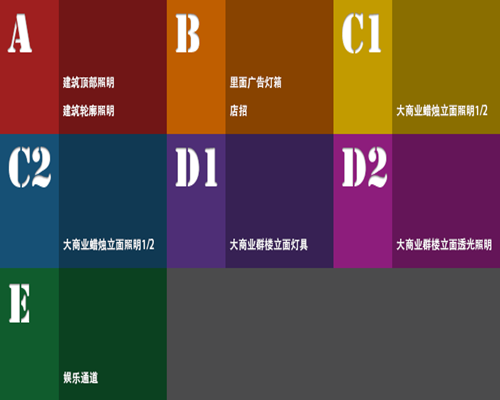 A
建筑顶部照明
建筑轮廓照明
B
里面广告灯箱
店招
C1
大商业蜡烛立面照明1/2
C2
大商业蜡烛立面照明1/2
D1
大商业群楼立面灯具
D2
大商业群楼立面透光照明
E
娱乐通道